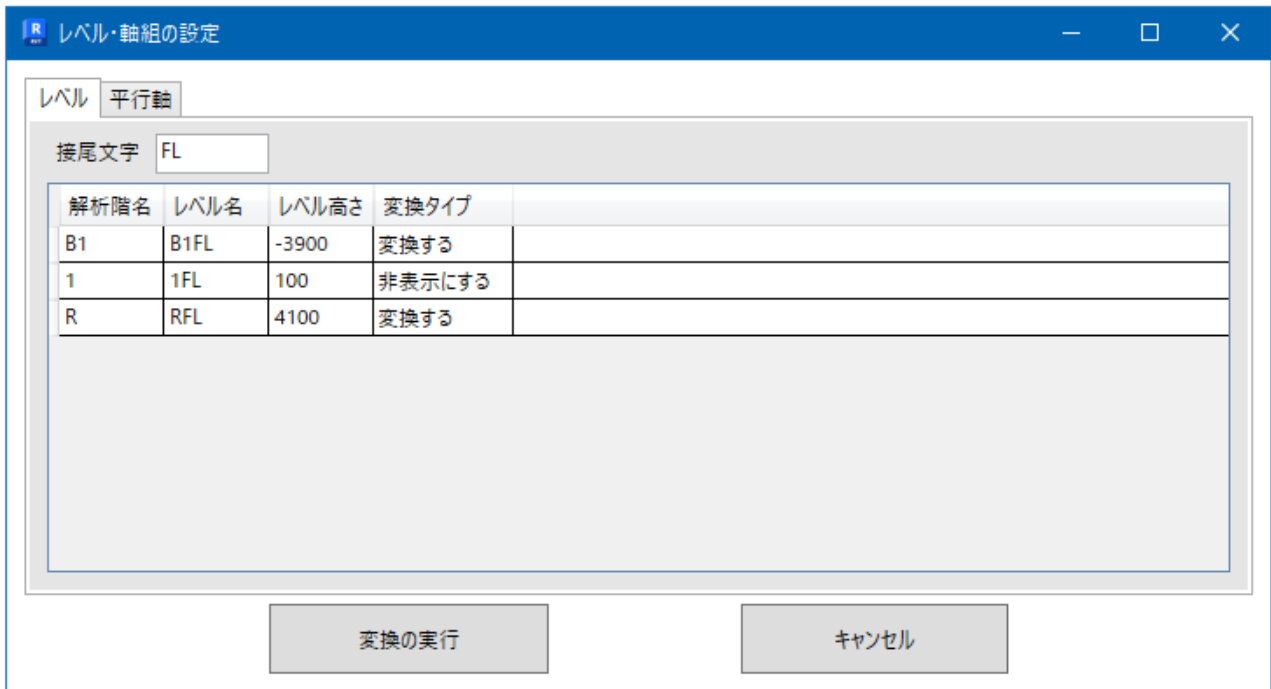 レベル・軸組の設定
レベル 平行軸
接尾文字 FL
解析階名 レベル名 レベル高さ 変換タイプ
B1 B1FL -3900 変換する
1 1FL 100 非表示にする
R RFL 4100 変換する
変換の実行 キャンセル